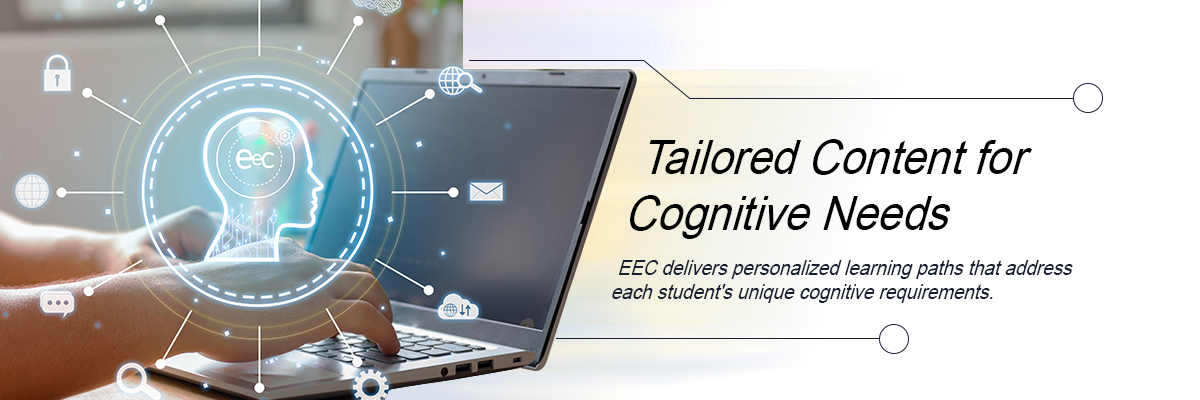 eec
Tailored Content for
Cognitive Needs
EEC delivers personalized learning paths that address
each student's unique cognitive requirements.